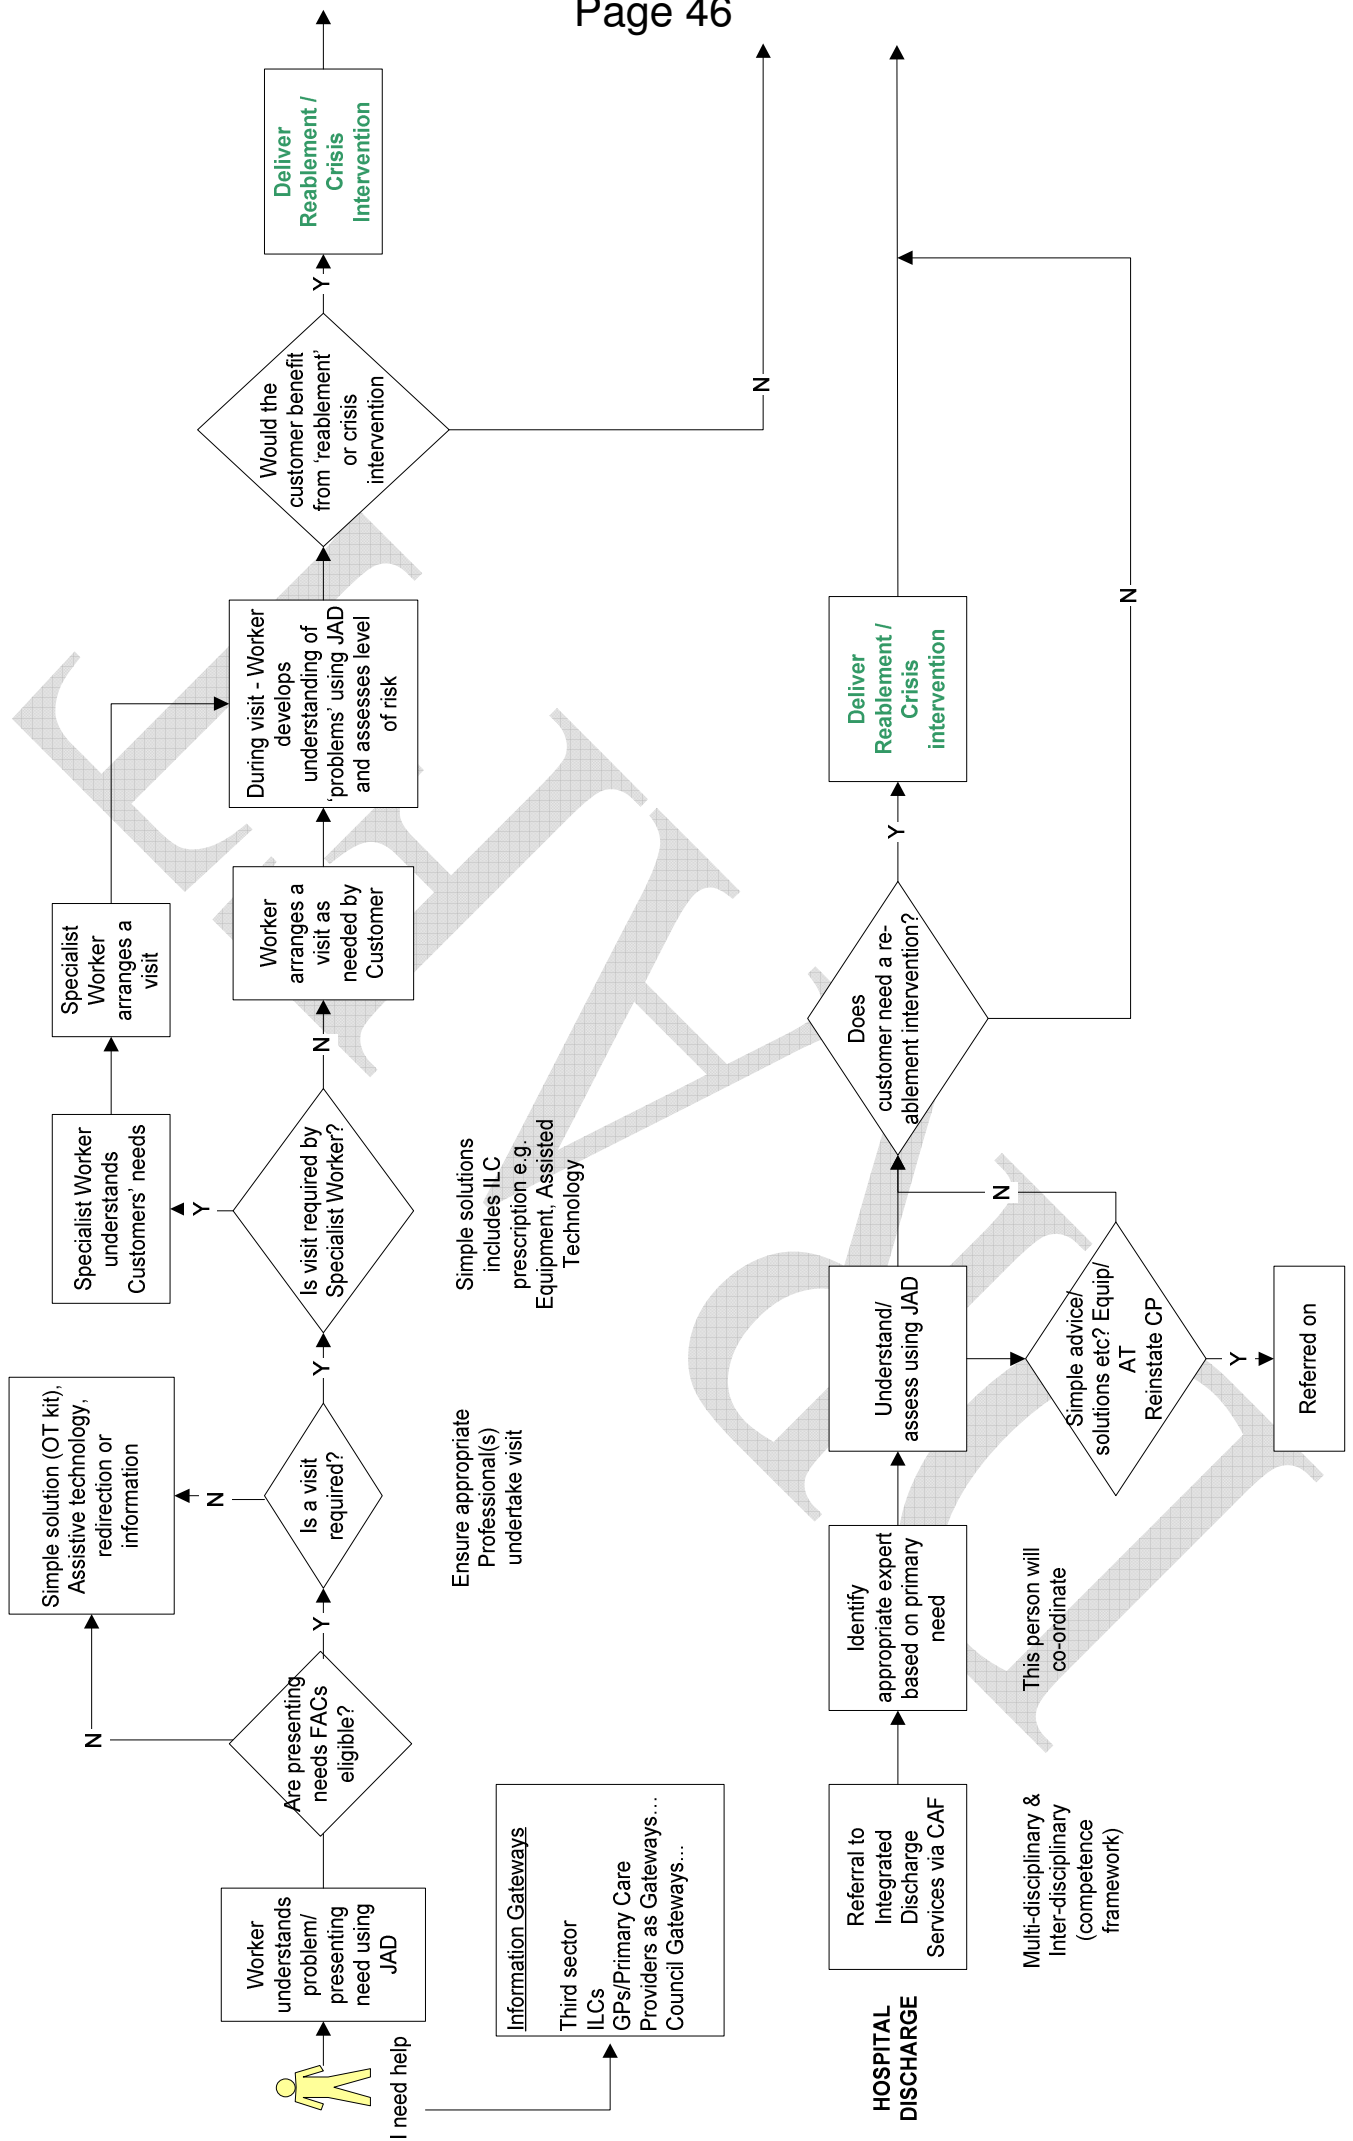 Page 46
I need help
Worker
understands
problem/
presenting
need using
JAD
Are presenting
needs FACs
eligible?
N
Simple solution (OT kit),
Assistive technology,
redirection or
information
Y
Is a visit
required?
N
Y
Is visit required by
Specialist Worker?
Y
Specialist Worker
understands
Customers' needs
Specialist
Worker
arranges a
visit
N
Worker
arranges a
visit as
needed by
Customer
During visit - Worker
develops
understanding of
‘problems’ using JAD
and assesses level
of risk
Would the
customer benefit
from ‘reablement’
or crisis
intervention
Y
Deliver
Reablement /
Crisis
Intervention
N
Ensure appropriate
Professional(s)
undertake visit
Simple solutions
includes ILC
prescription e.g.
Equipment, Assisted
Technology
Information Gateways
Third sector
ILCs
GPs/Primary Care
Providers as Gateways…
Council Gateways...
HOSPITAL
DISCHARGE
Referral to
Integrated
Discharge
Services via CAF
Identify
appropriate expert
based on primary
need
Understand/
assess using JAD
Simple advice/
solutions etc? Equip/
AT
Reinstate CP
Y
Referred on
N
Does
customer need a re-
ablement intervention?
Y
Deliver
Reablement /
Crisis
intervention
N
Multi-disciplinary &
Inter-disciplinary
(competence
framework)
This person will
co-ordinate
DRAFT